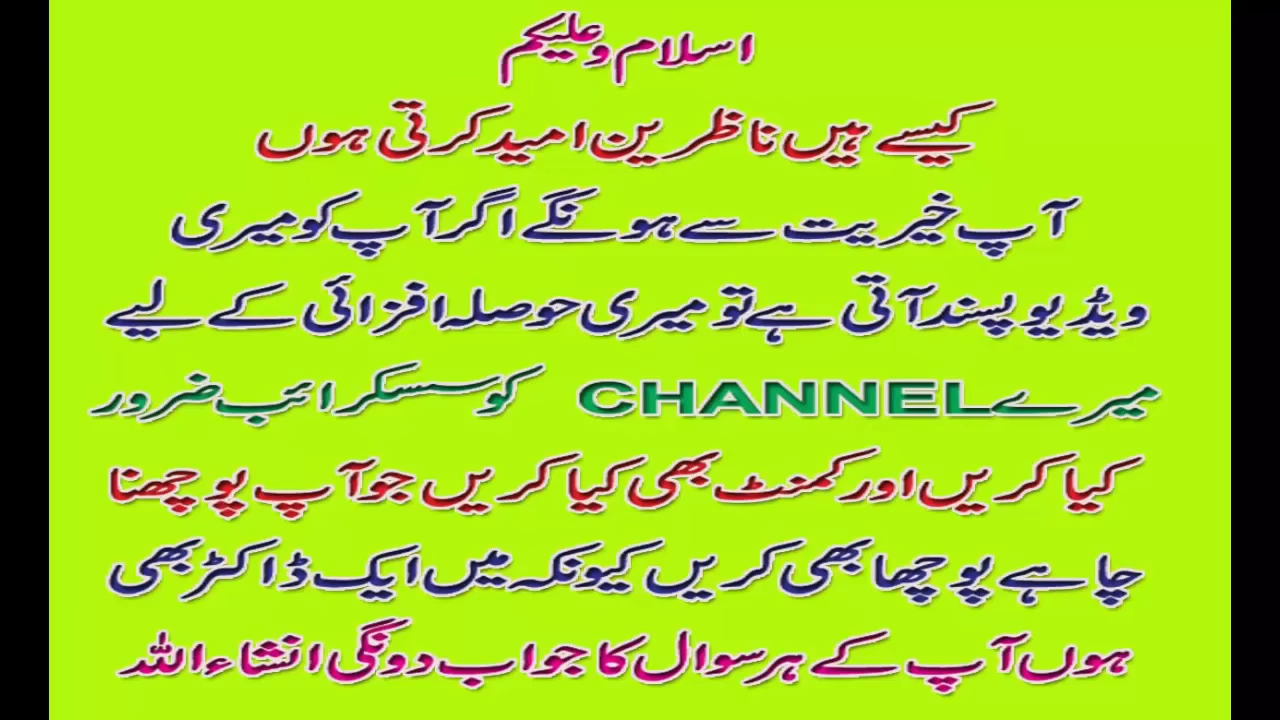 اسلام وعلیکم
کیسے ہیں ناظرین امید کرتی ہوں
آپ خیریت سے ہونگے اگر آپ کو میری
ویڈیو پسند آتی ہے تو میری حوصلہ افزائی کے لیے
میرے CHANNEL کو سسکرائب ضرور
کیا کریں اور کمنٹ بھی کیا کریں جو آپ پوچھنا
چاہے پوچھا بھی کریں کیونکہ میں ایک ڈاکٹر بھی
ہوں آپ کے ہر سوال کا جواب دونگی انشاء اللہ